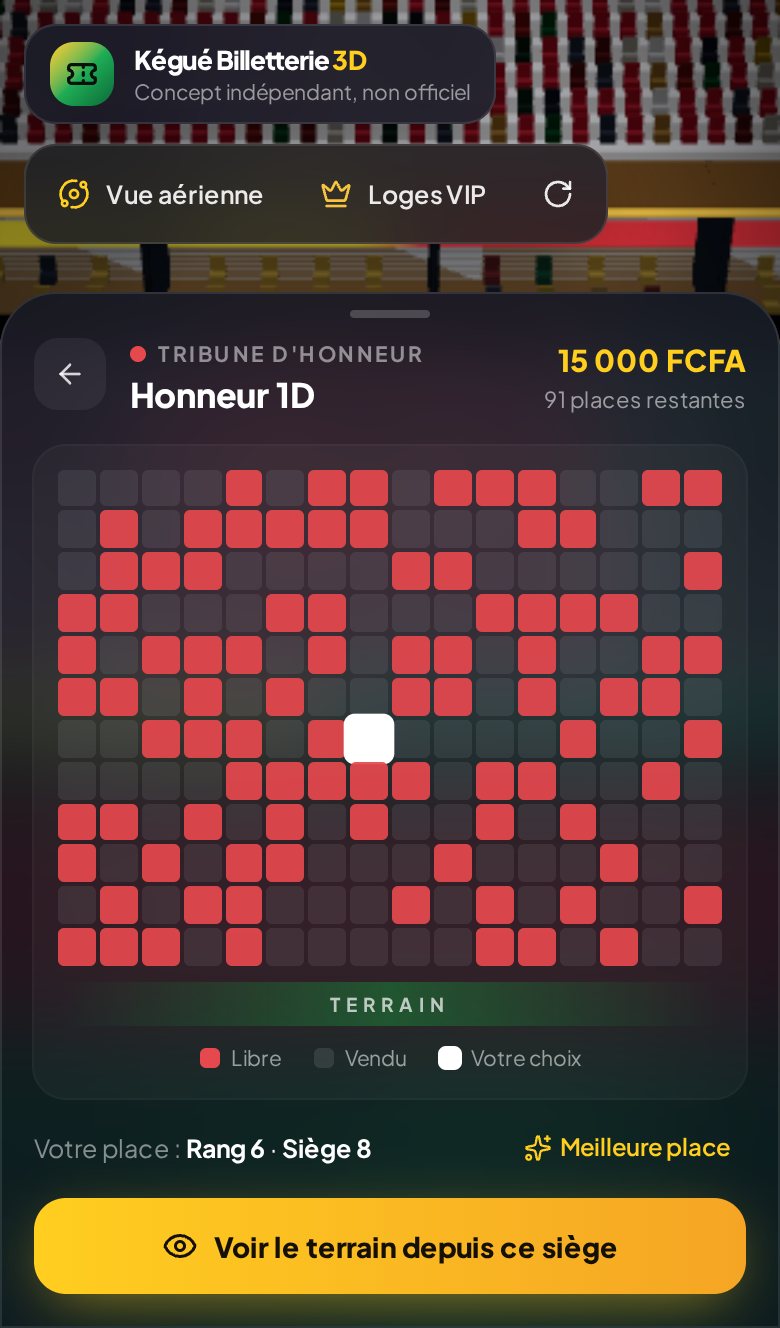 Kégué Billetterie 3D
Concept indépendant, non officiel
Vue aérienne
Loges VIP
TRIBUNE D'HONNEUR
Honneur 1D
15 000 FCFA
91 places restantes
TERRAIN
Libre
Vendu
Votre choix
Votre place : Rang 6 · Siège 8
Meilleure place
Voir le terrain depuis ce siège